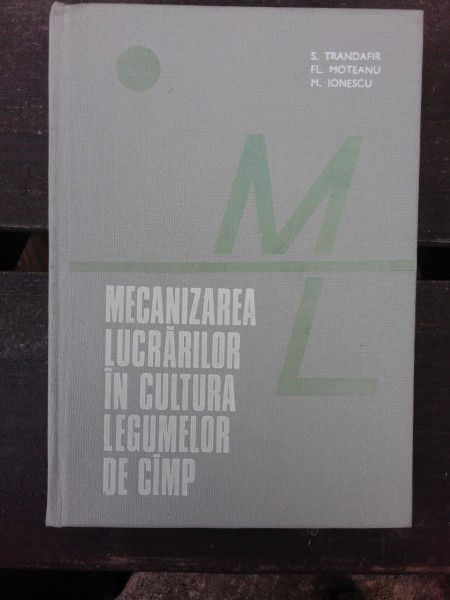 S. TRANDAFIR
FL. MOTEANU
M. IONESCU
M
L
MECANIZAREA
LUCRĂRILOR
ÎN CULTURA
LEGUMELOR
DE CÎMP